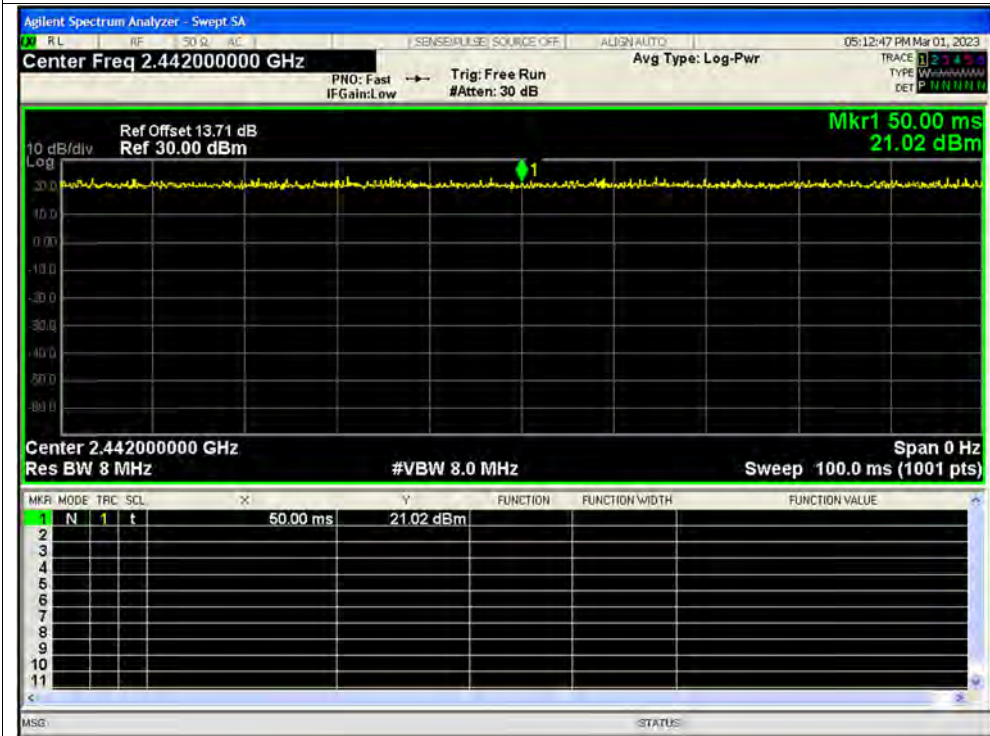 Agilent Spectrum Analyzer - Swept SA
RL RF 50 Ω AC SENSE:PULSE SOURCE OFF ALIGN AUTO 05:12:47 PM Mar 01, 2023
Center Freq 2.442000000 GHz
PNO: Fast
IFGain:Low
Trig: Free Run
#Atten: 30 dB
Avg Type: Log-Pwr
TRACE 1 2 3 4 5 6
TYPE W
DET P N N N N N
Mkr1 50.00 ms
21.02 dBm
Ref Offset 13.71 dB
10 dB/div Ref 30.00 dBm
Log
1
20.0
10.0
0.00
-10.0
-20.0
-30.0
-40.0
-50.0
-60.0
Center 2.442000000 GHz Span 0 Hz
Res BW 8 MHz #VBW 8.0 MHz Sweep 100.0 ms (1001 pts)
MKR MODE TRC SCL X Y FUNCTION FUNCTION WIDTH FUNCTION VALUE
1 N 1 t 50.00 ms 21.02 dBm
2
3
4
5
6
7
8
9
10
11
MSG STATUS